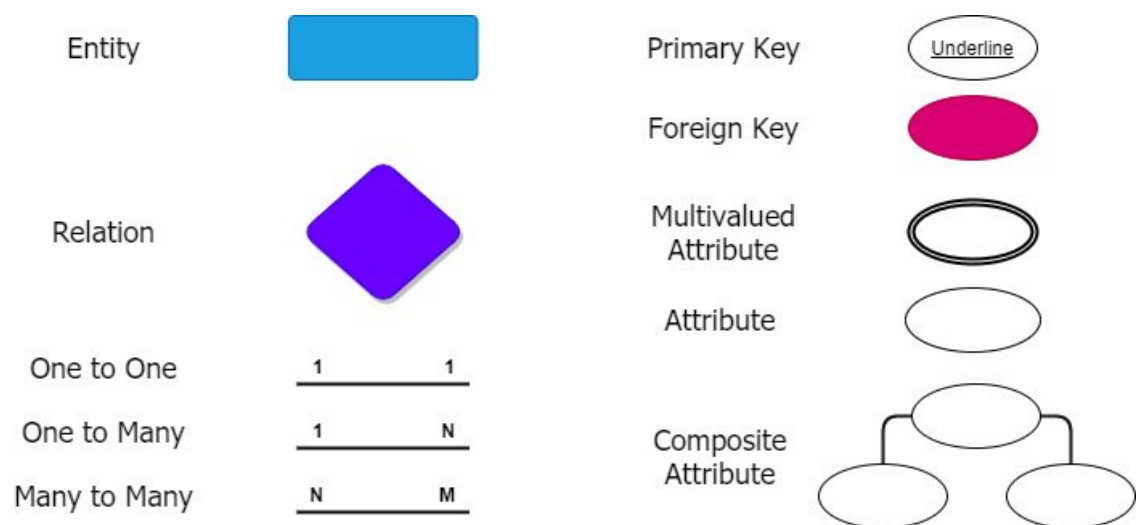 Entity
Primary Key
Underline
Foreign Key
Relation
Multivalued
Attribute
Attribute
One to One
1 1
One to Many
1 N
Many to Many
N M
Composite
Attribute